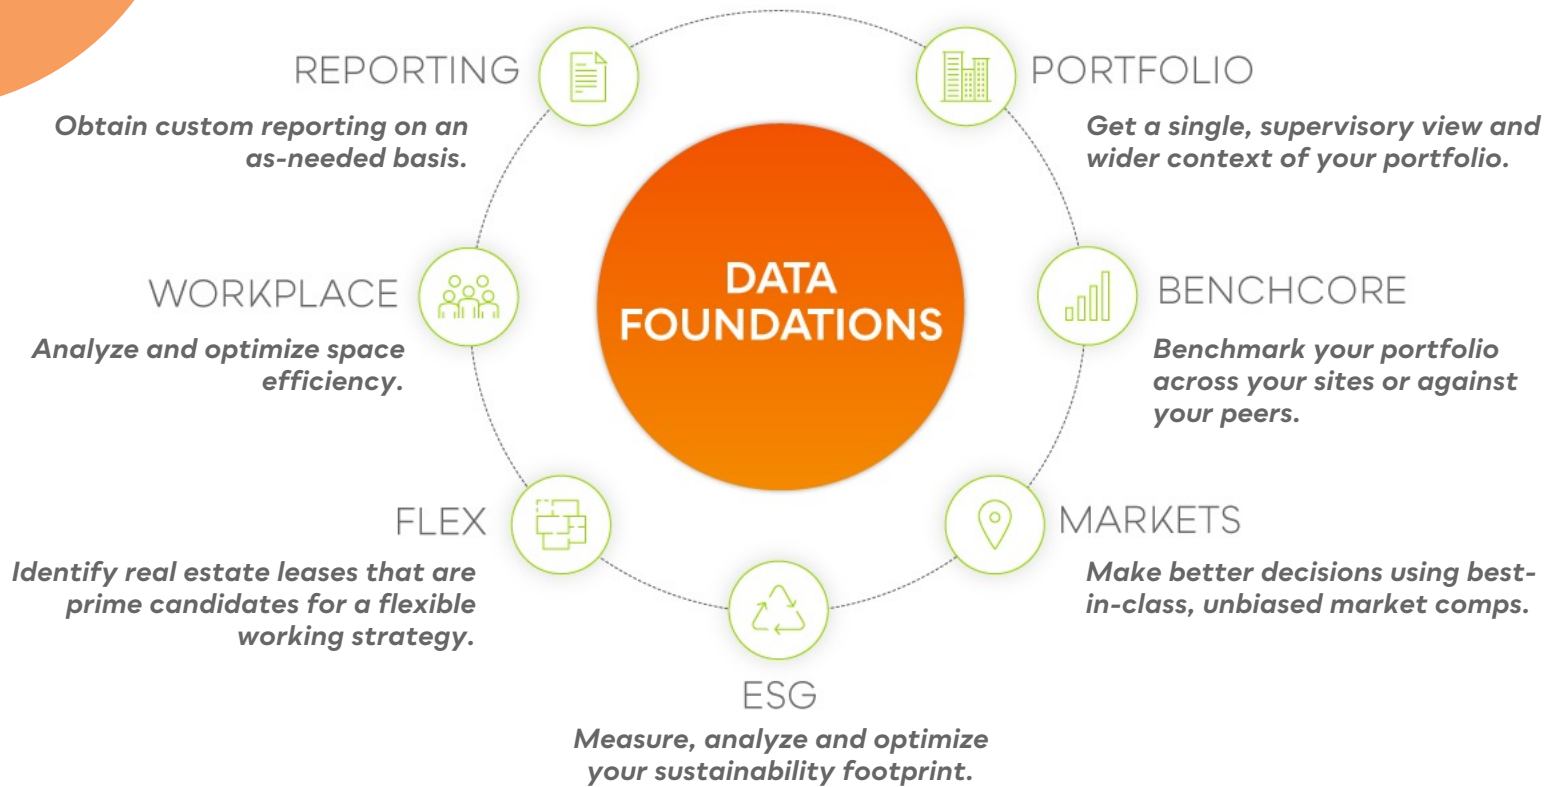 REPORTING
Obtain custom reporting on an
as-needed basis.
PORTFOLIO
Get a single, supervisory view and
wider context of your portfolio.
DATA
FOUNDATIONS
WORKPLACE
Analyze and optimize space
efficiency.
BENCHCORE
Benchmark your portfolio
across your sites or against
your peers.
FLEX
Identify real estate leases that are
prime candidates for a flexible
working strategy.
MARKETS
Make better decisions using best-
in-class, unbiased market comps.
ESG
Measure, analyze and optimize
your sustainability footprint.